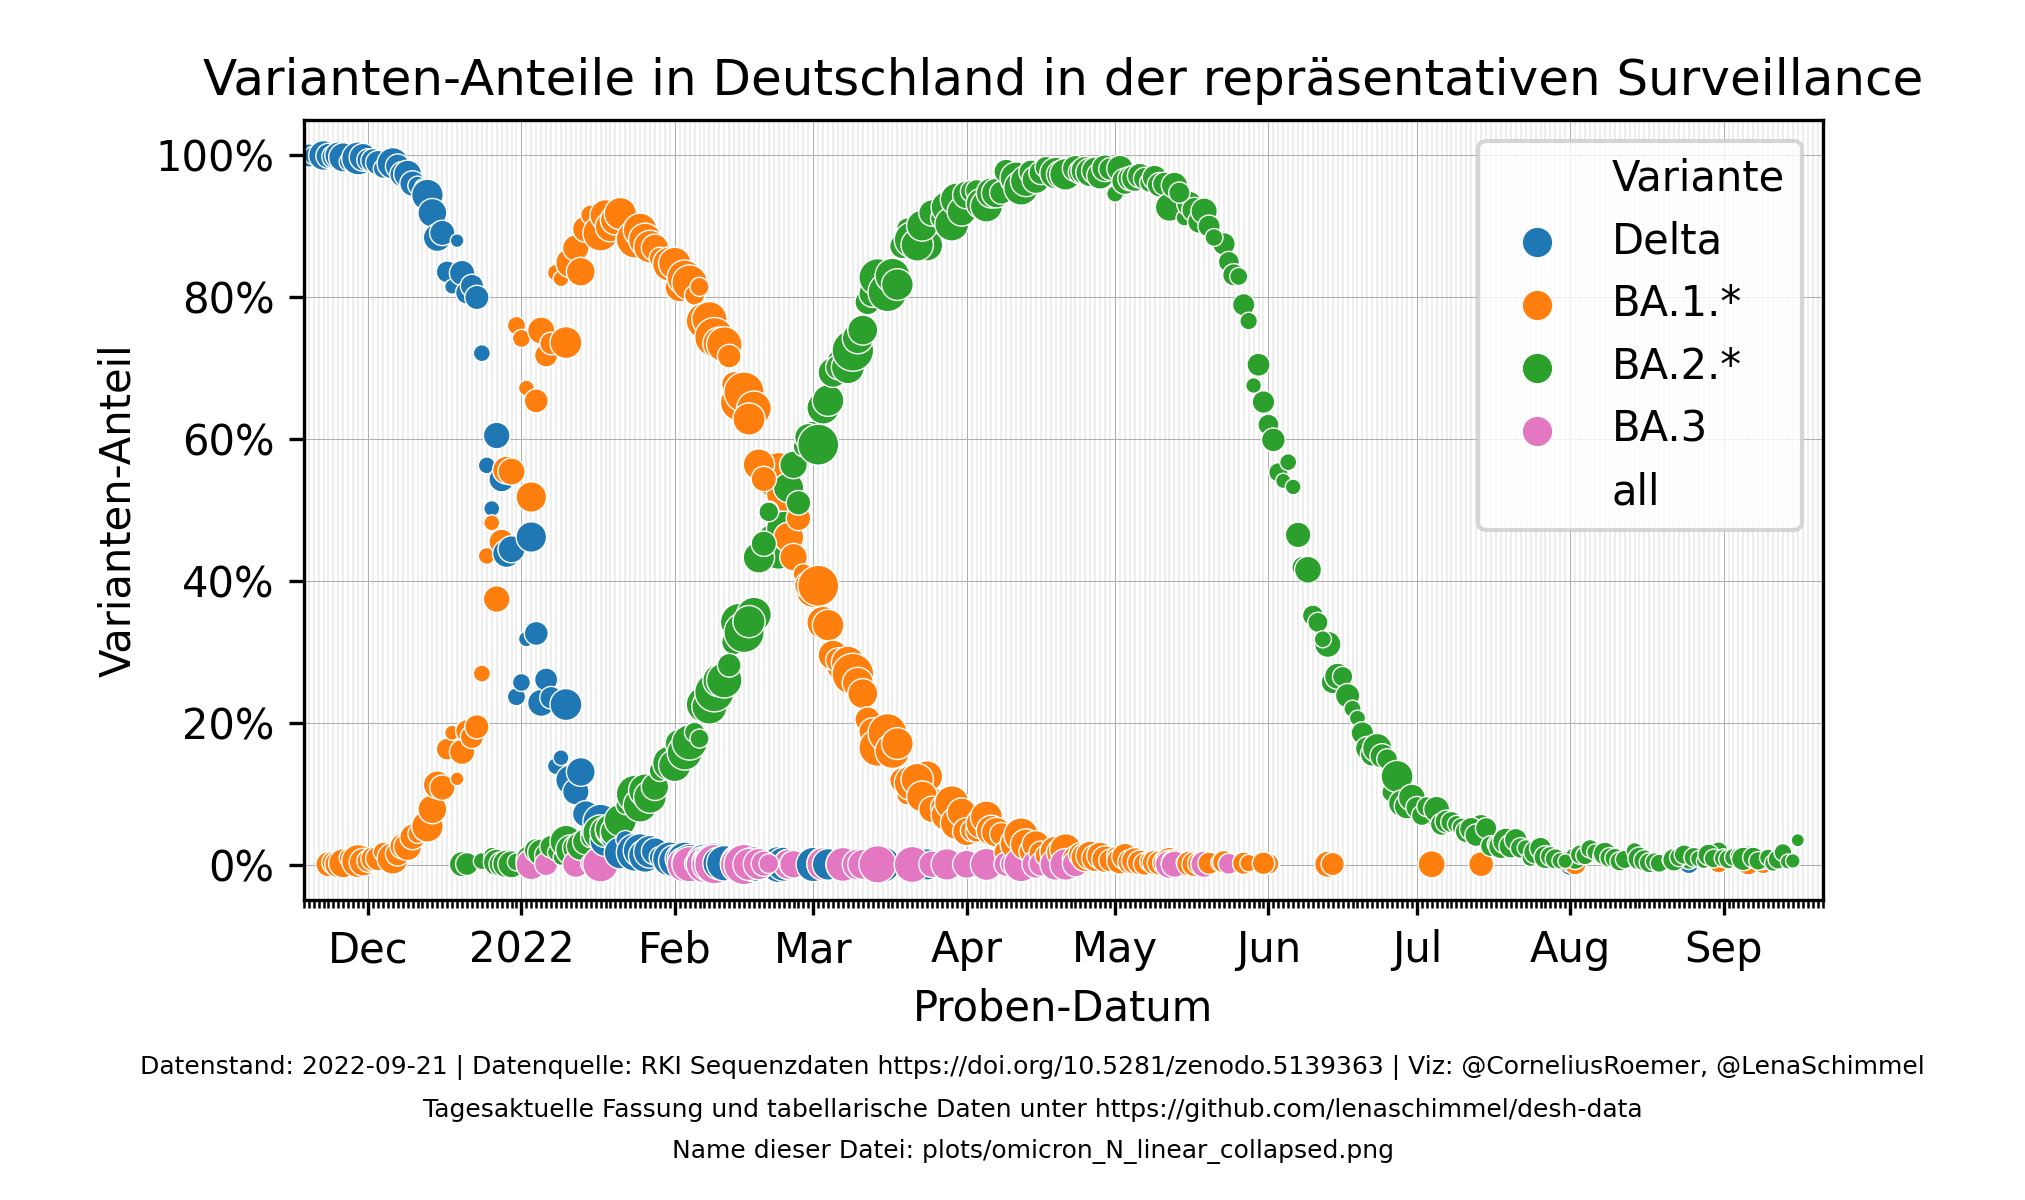 Varianten-Anteile in Deutschland in der repräsentativen Surveillance
Varianten-Anteil
100%
80%
60%
40%
20%
0%
Variante
Delta
BA.1.*
BA.2.*
BA.3
all
Dec 2022 Feb Mar Apr May Jun Jul Aug Sep
Proben-Datum
Datenstand: 2022-09-21 | Datenquelle: RKI Sequenzdaten https://doi.org/10.5281/zenodo.5139363 | Viz: @CorneliusRoemer, @LenaSchimmel
Tagesaktuelle Fassung und tabellarische Daten unter https://github.com/lenaschimmel/desh-data
Name dieser Datei: plots/omicron_N_linear_collapsed.png